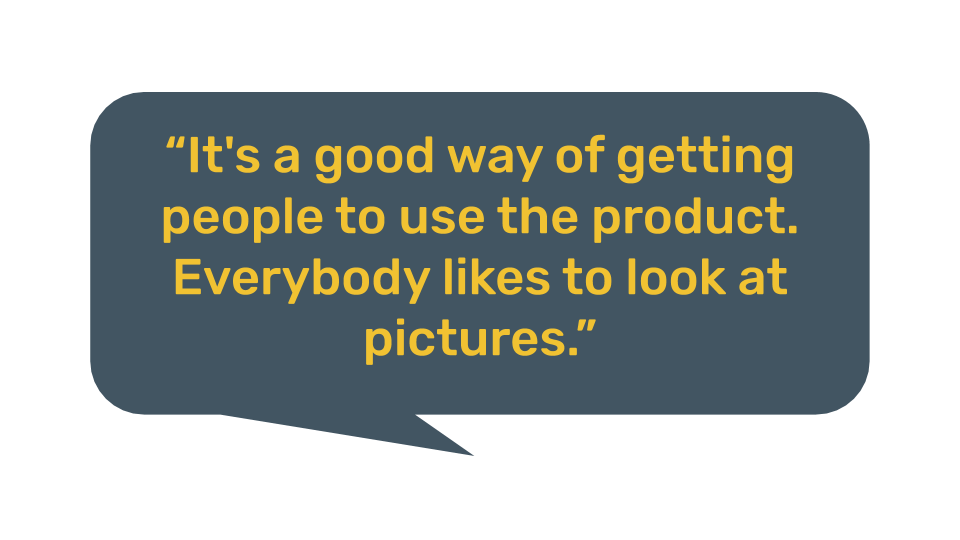 “It's a good way of getting
people to use the product.
Everybody likes to look at
pictures.”